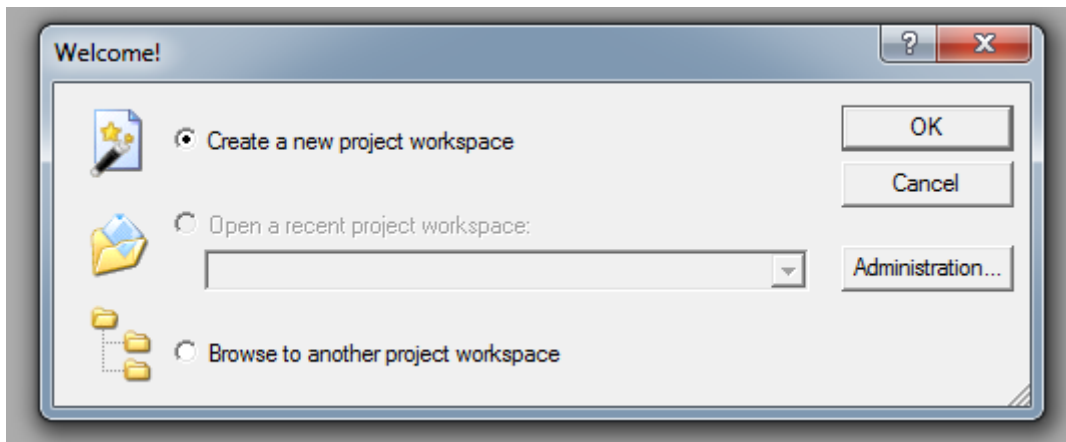 Welcome!
Create a new project workspace
OK
Cancel
Open a recent project workspace:
Administration...
Browse to another project workspace